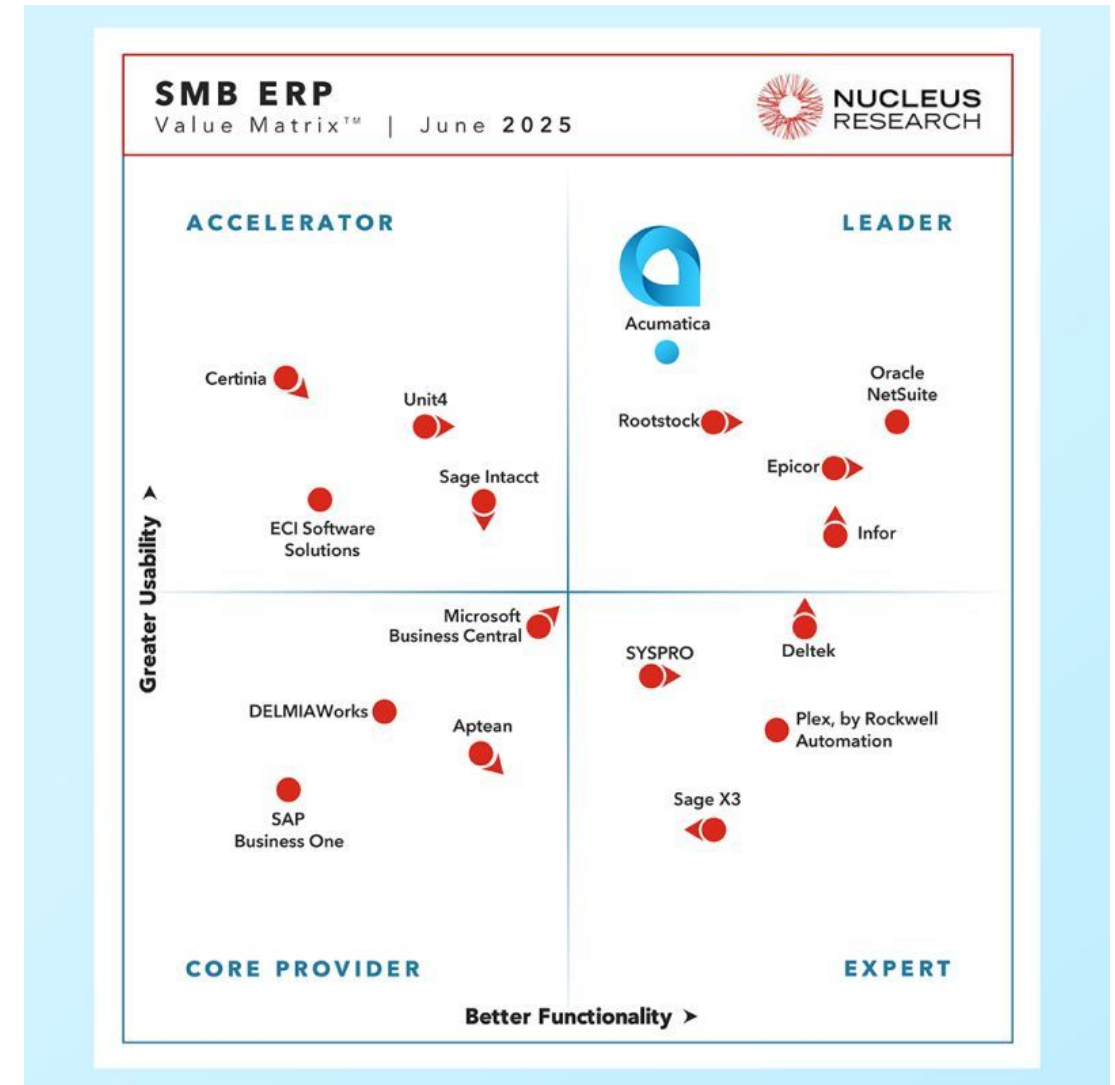 SMB ERP
Value Matrix™ | June 2025
NUCLEUS
RESEARCH
ACCELERATOR
LEADER
Acumatica
Certinia
Unit4
Oracle
NetSuite
Rootstock
Epicor
Sage Intacct
ECI Software
Solutions
Infor
Greater Usability ➤
Microsoft
Business Central
SYSPRO
Deltek
DELMIAWorks
Aptean
Plex, by Rockwell
Automation
SAP
Business One
Sage X3
CORE PROVIDER
EXPERT
Better Functionality ➤